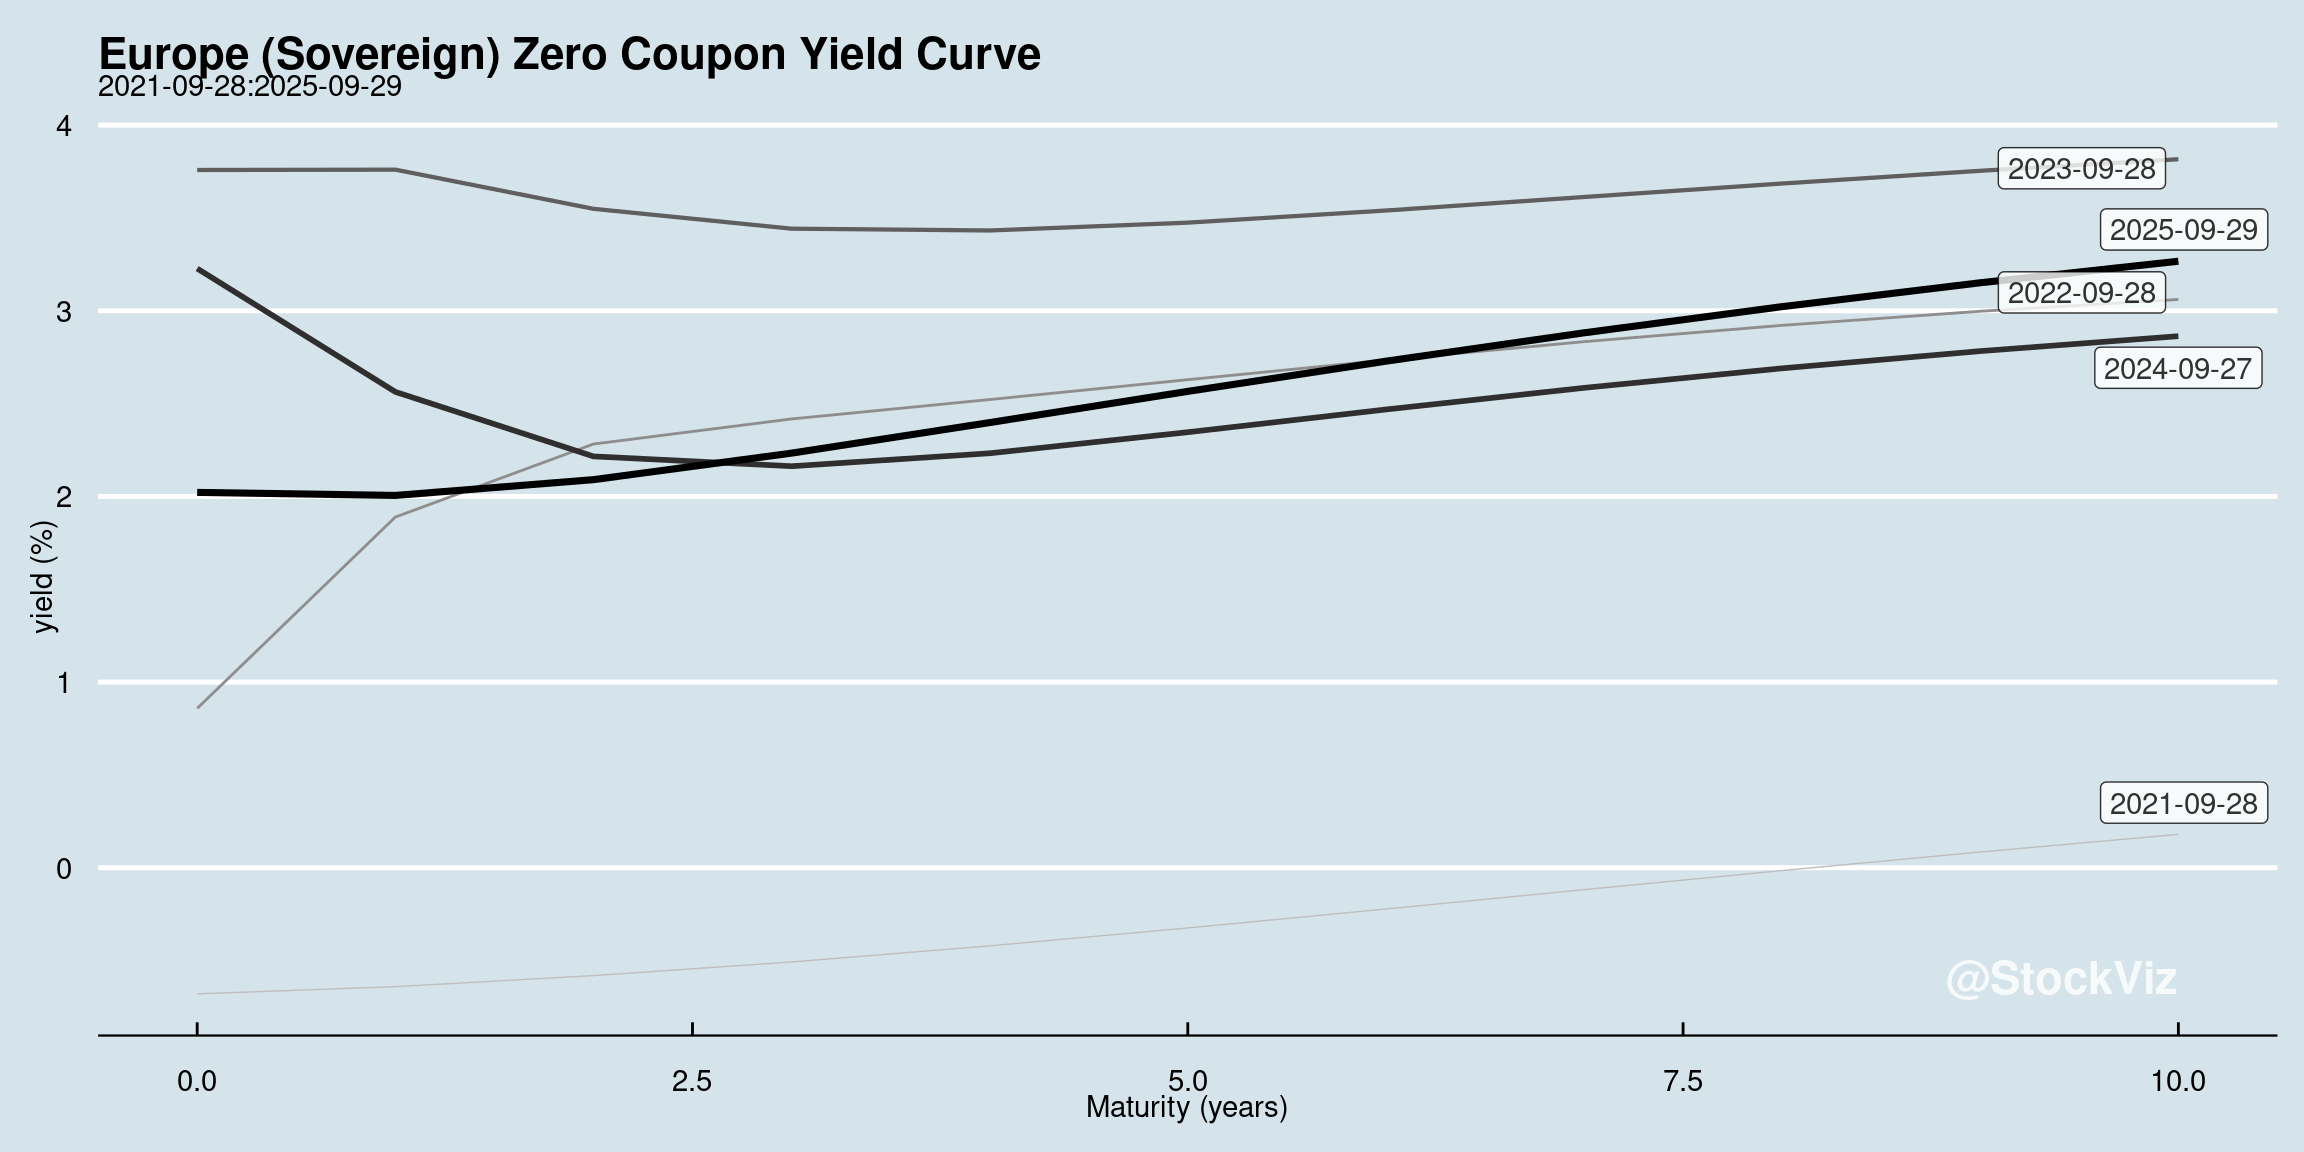 Europe (Sovereign) Zero Coupon Yield Curve
2021-09-28:2025-09-29
4
3
2
1
0
yield (%)
2023-09-28
2025-09-29
2022-09-28
2024-09-27
2021-09-28
@StockViz
0.0 2.5 5.0 7.5 10.0
Maturity (years)